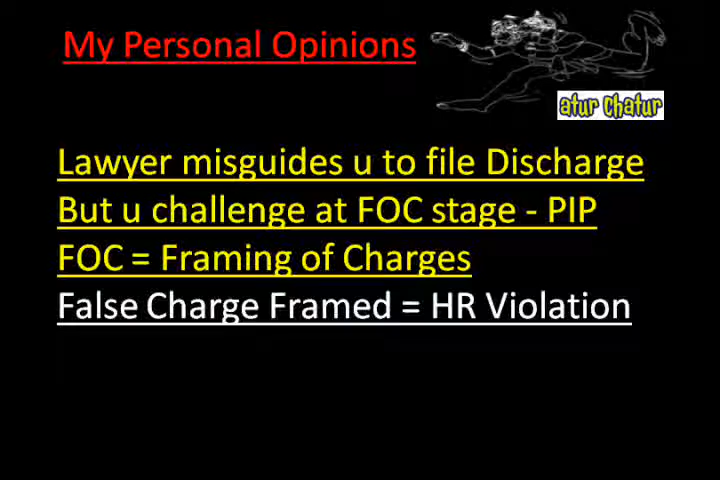 My Personal Opinions
atur chatur
Lawyer misguides u to file Discharge
But u challenge at FOC stage - PIP
FOC = Framing of Charges
False Charge Framed = HR Violation